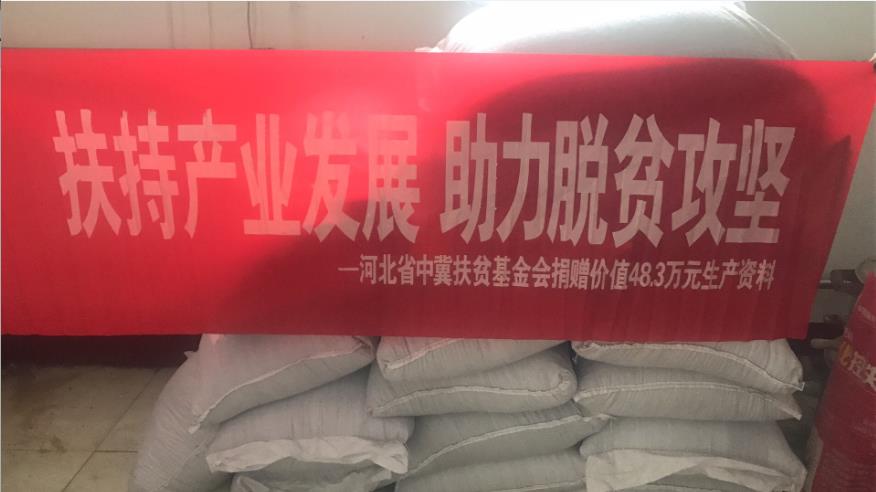 扶持产业发展 助力脱贫攻坚
—河北省中冀扶贫基金会捐赠价值48.3万元生产资料